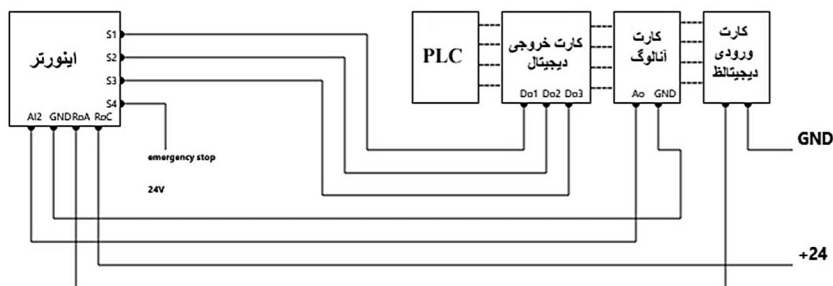 اینورتر
S1
S2
S3
S4
AI2 GND RoA RoC
emergency stop
24V
PLC
کارت خروجی
دیجیتال
Do1 Do2 Do3
کارت
آنالوگ
Ao GND
کارت
ورودی
دیجیتالظ
GND
+24